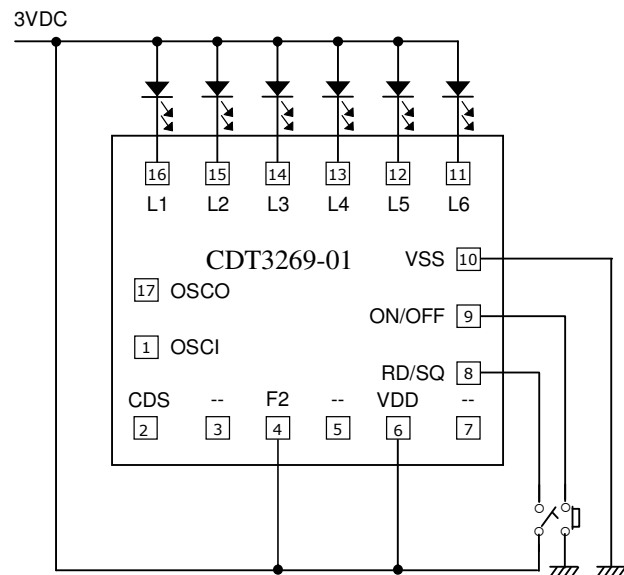 3VDC
16 15 14 13 12 11
L1 L2 L3 L4 L5 L6
CDT3269-01
VSS 10
17 OSCO
ON/OFF 9
1 OSCI
RD/SQ 8
CDS -- F2 -- VDD --
2 3 4 5 6 7